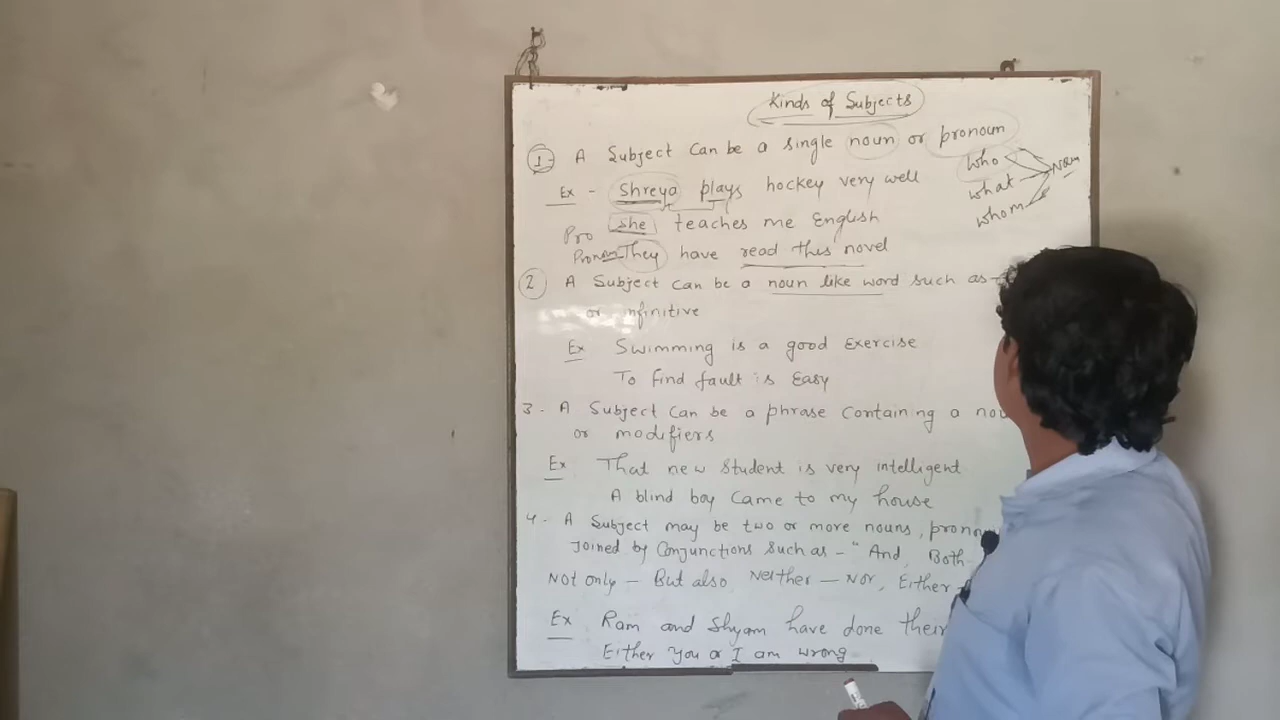 Kinds of Subjects
1. A Subject Can be a single noun or pronoun
who
what
whom
Noun
Ex - Shreya plays hockey very well
Pro She teaches me English
Pronoun They have read this novel
2 A Subject Can be a noun like word such as -
or nfinitive
Ex Swimming is a good Exercise
To find fault is Easy
3. A Subject Can be a phrase Containing a nou
or modifiers
Ex That new Student is very intelligent
A blind boy Came to my house
4. A Subject may be two or more nouns, pronou
Joined by Conjunctions Such as - "And, Both-
Not only - But also, Neither - Nor, Either -
Ex Ram and Shyam have done their
Either You or I am wrong